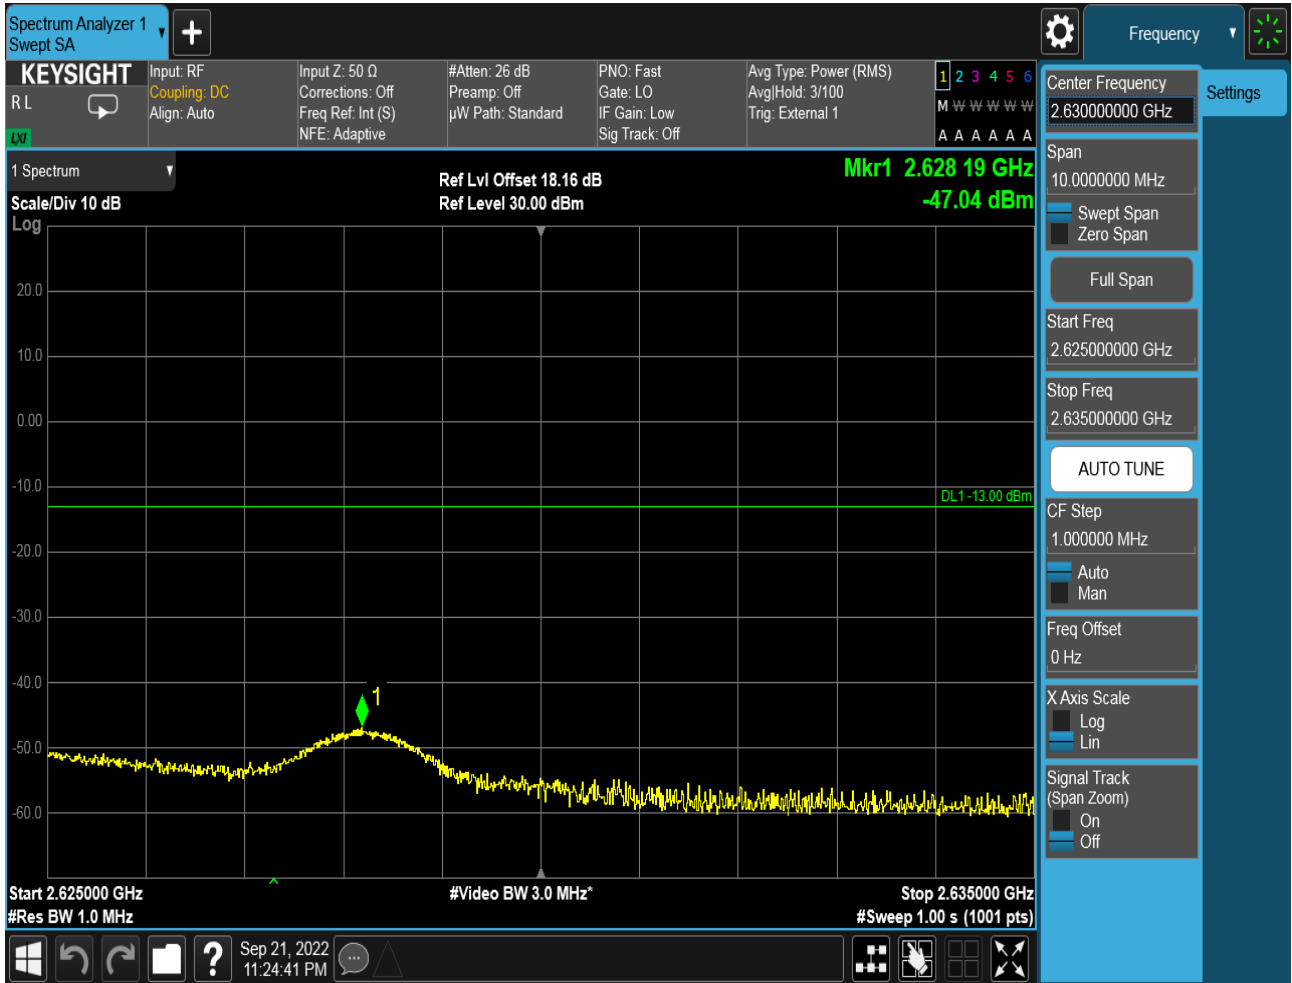 Spectrum Analyzer 1
Swept SA
+
Frequency
KEYSIGHT
R L
LXI
Input: RF
Coupling: DC
Align: Auto
Input Z: 50 Ω
Corrections: Off
Freq Ref: Int (S)
NFE: Adaptive
#Atten: 26 dB
Preamp: Off
µW Path: Standard
PNO: Fast
Gate: LO
IF Gain: Low
Sig Track: Off
Avg Type: Power (RMS)
Avg|Hold: 3/100
Trig: External 1
1 2 3 4 5 6
M W W W W W
A A A A A A
1 Spectrum
Scale/Div 10 dB
Log
Ref Lvl Offset 18.16 dB
Ref Level 30.00 dBm
Mkr1 2.628 19 GHz
-47.04 dBm
20.0
10.0
0.00
-10.0
DL1 -13.00 dBm
-20.0
-30.0
-40.0
1
-50.0
-60.0
Start 2.625000 GHz
#Res BW 1.0 MHz
#Video BW 3.0 MHz*
Stop 2.635000 GHz
#Sweep 1.00 s (1001 pts)
Center Frequency
2.630000000 GHz
Settings
Span
10.0000000 MHz
Swept Span
Zero Span
Full Span
Start Freq
2.625000000 GHz
Stop Freq
2.635000000 GHz
AUTO TUNE
CF Step
1.000000 MHz
Auto
Man
Freq Offset
0 Hz
X Axis Scale
Log
Lin
Signal Track
(Span Zoom)
On
Off
?
Sep 21, 2022
11:24:41 PM